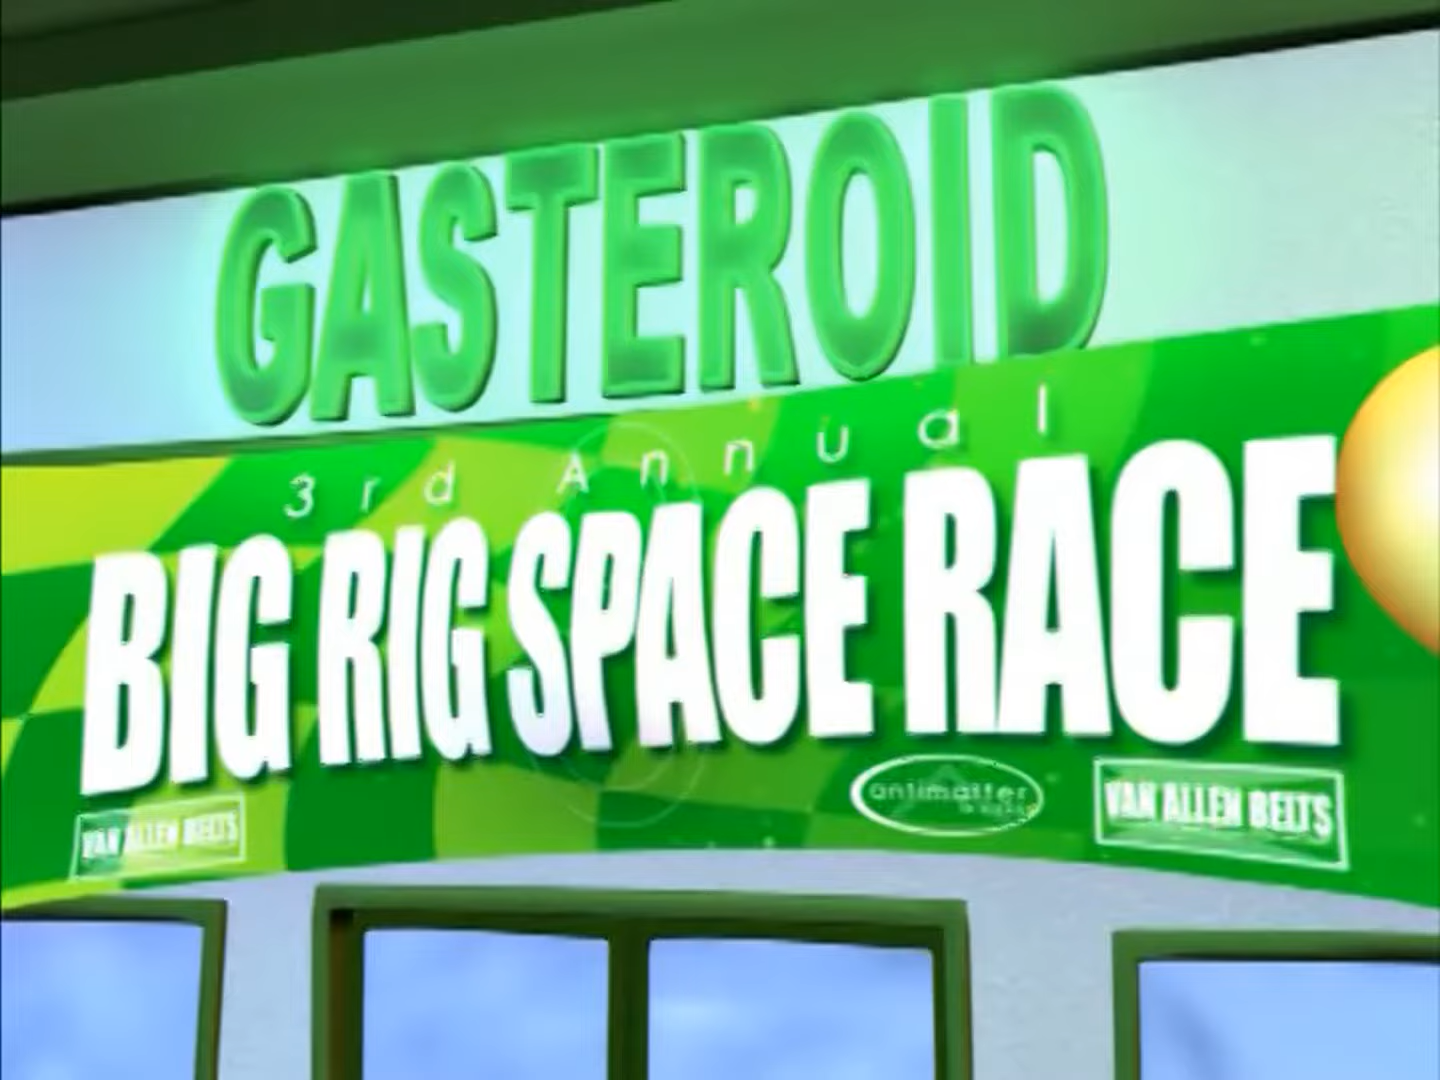 GASTEROID
3rd Annual
BIG RIG SPACE RACE
antimatter
VAN ALLEN BELTS
VAN ALLEN BELTS